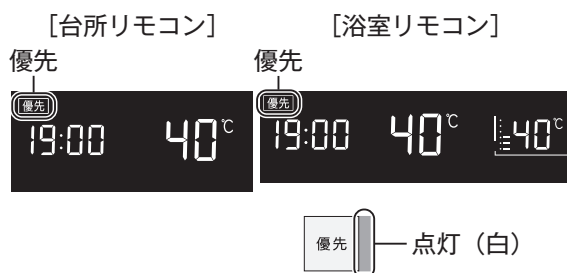 ［台所リモコン］
優先
優先
19:00 40℃
［浴室リモコン］
優先
優先
19:00 40℃ 40℃
優先
点灯（白）